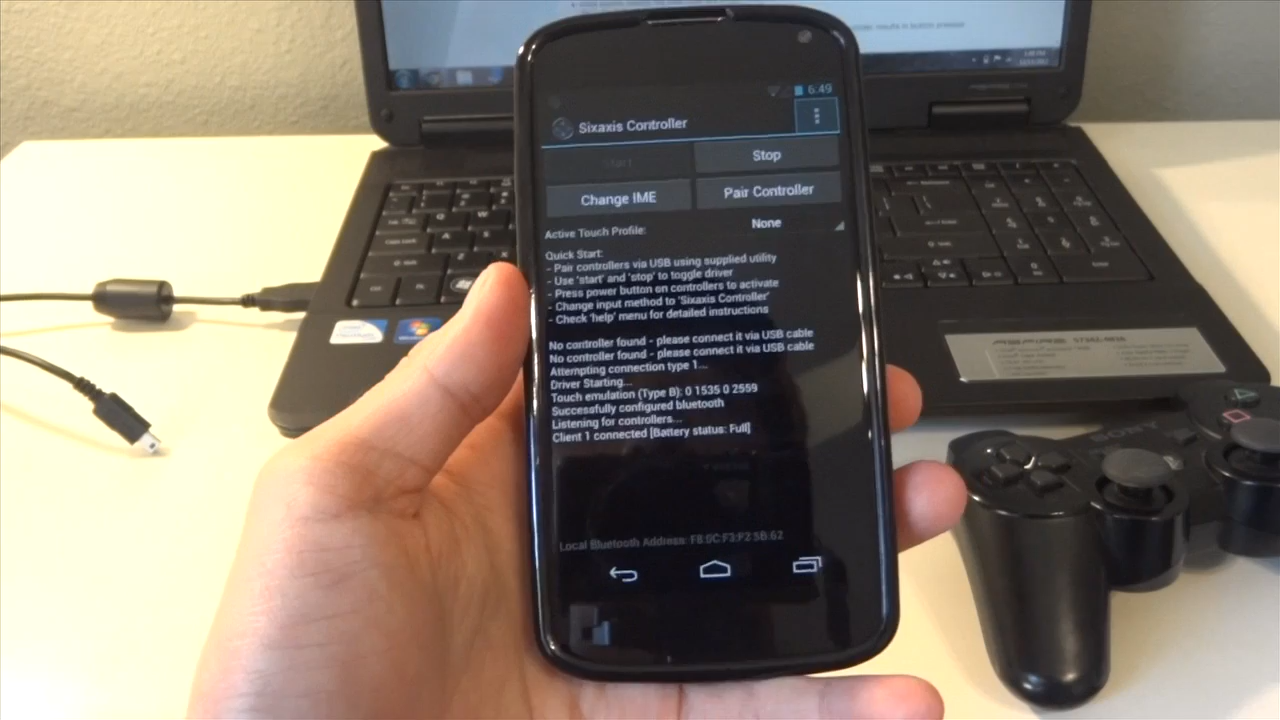 6:49
Sixaxis Controller
Start
Stop
Change IME
Pair Controller
Active Touch Profile:
None
Quick Start:
- Pair controllers via USB using supplied utility
- Use 'start' and 'stop' to toggle driver
- Press power button on controllers to activate
- Change input method to 'Sixaxis Controller'
- Check 'help' menu for detailed instructions
No controller found - please connect it via USB cable
No controller found - please connect it via USB cable
Attempting connection type 1...
Driver Starting...
Touch emulation (Type B): 0 1535 0 2559
Successfully configured bluetooth
Listening for controllers...
Client 1 connected [Battery status: Full]
Local Bluetooth Address: F8:0C:F3:F2:5B:62
SONY
ASPIRE